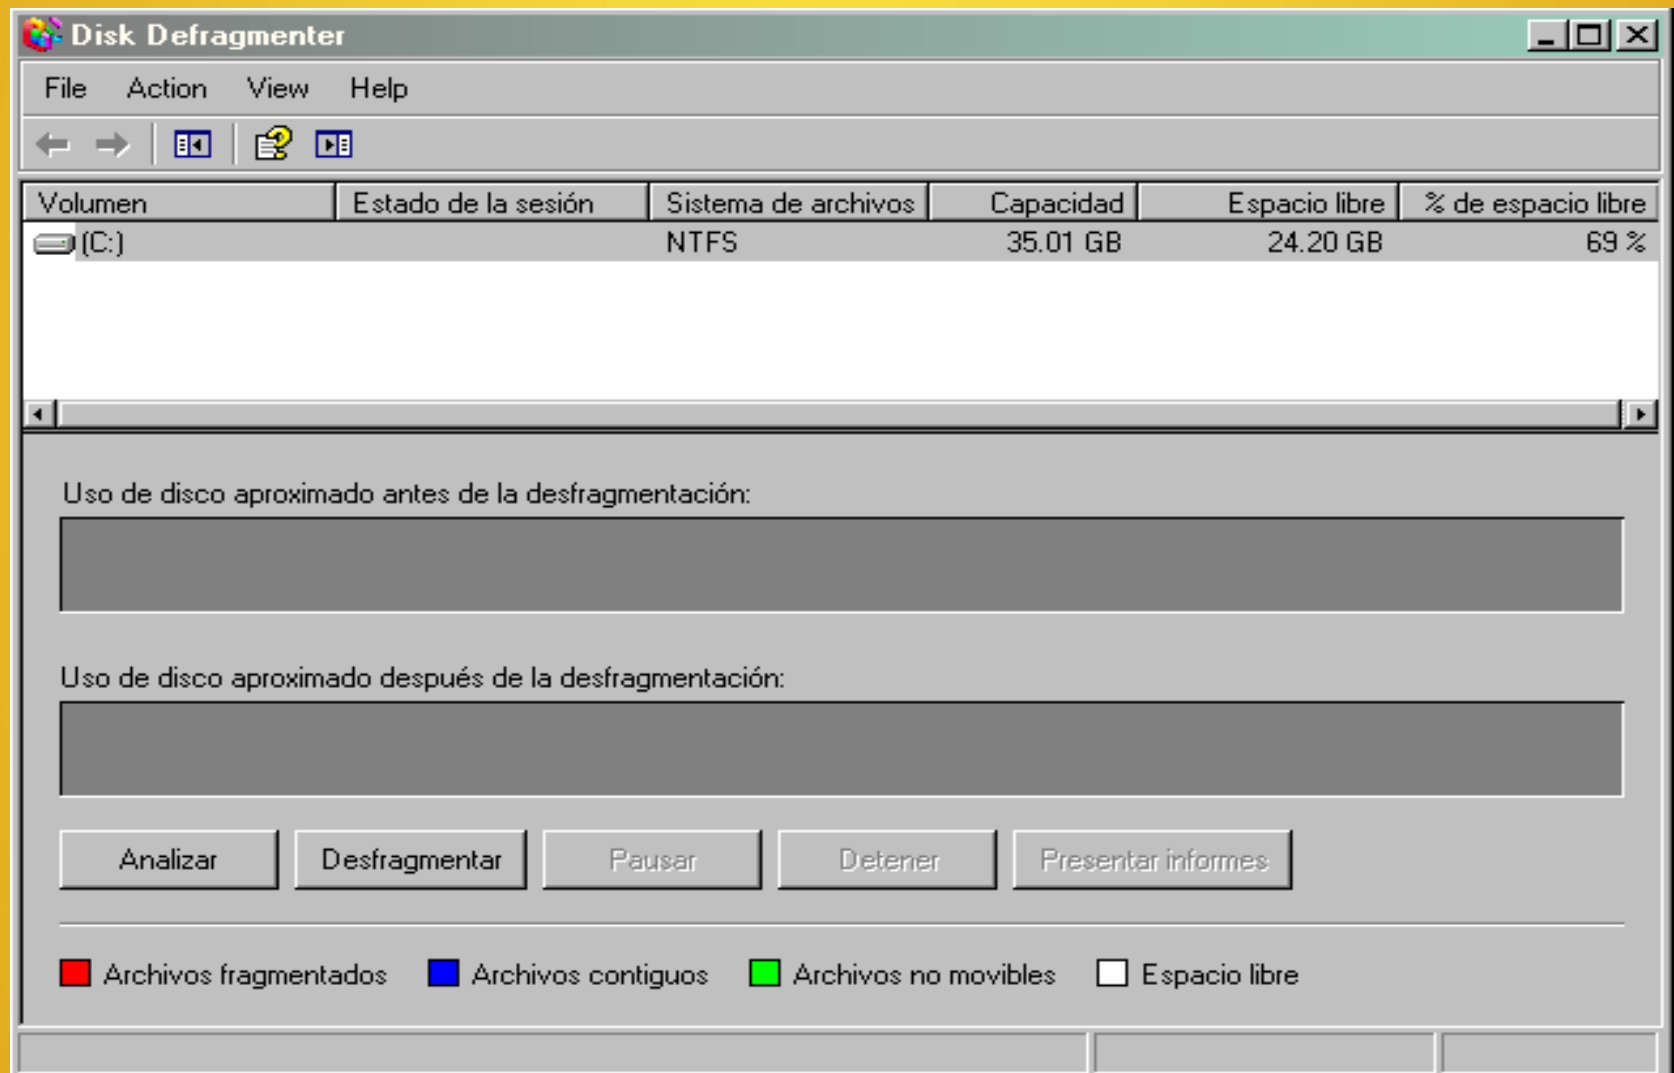 Disk Defragmenter
File Action View Help
Volumen Estado de la sesión Sistema de archivos Capacidad Espacio libre % de espacio libre
(C:) NTFS 35.01 GB 24.20 GB 69 %
Uso de disco aproximado antes de la desfragmentación:
Uso de disco aproximado después de la desfragmentación:
Analizar Desfragmentar Pausar Detener Presentar informes
Archivos fragmentados Archivos contiguos Archivos no movibles Espacio libre